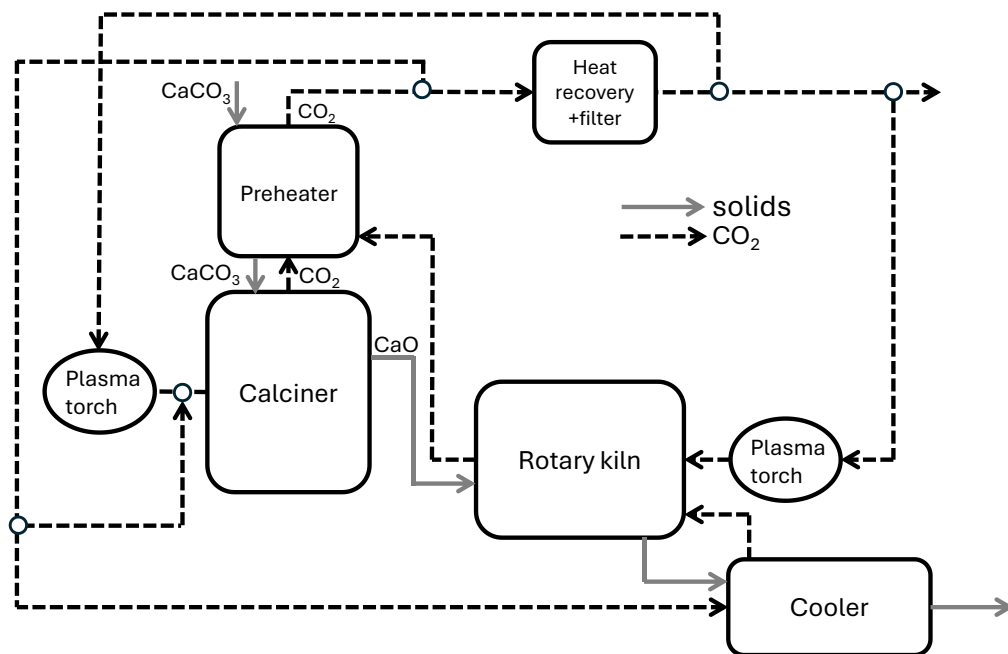 CaCO₃
CO₂
Heat
recovery
+filter
Preheater
solids
CO₂
CaCO₃
CO₂
Plasma
torch
CaO
Calciner
Rotary kiln
Plasma
torch
Cooler